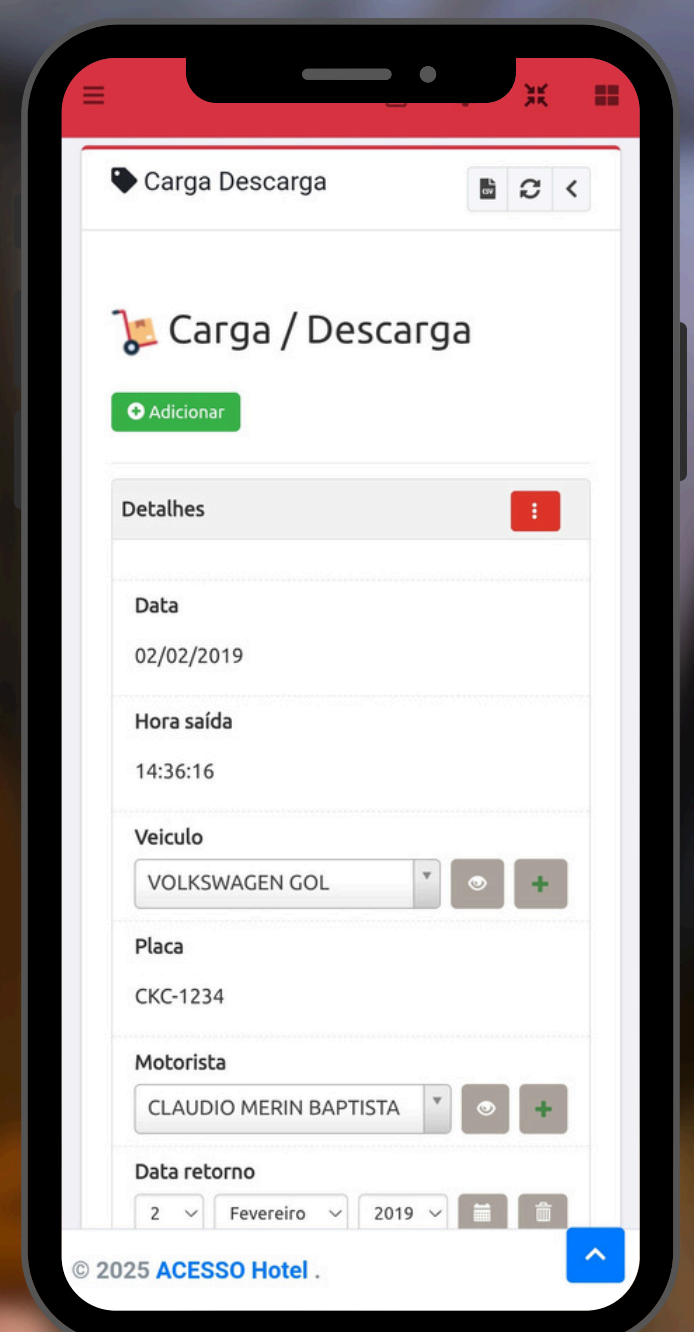 Carga Descarga
CSV
Carga / Descarga
Adicionar
Detalhes
Data
02/02/2019
Hora saída
14:36:16
Veiculo
VOLKSWAGEN GOL
Placa
CKC-1234
Motorista
CLAUDIO MERIN BAPTISTA
Data retorno
2 Fevereiro 2019
© 2025 ACESSO Hotel .